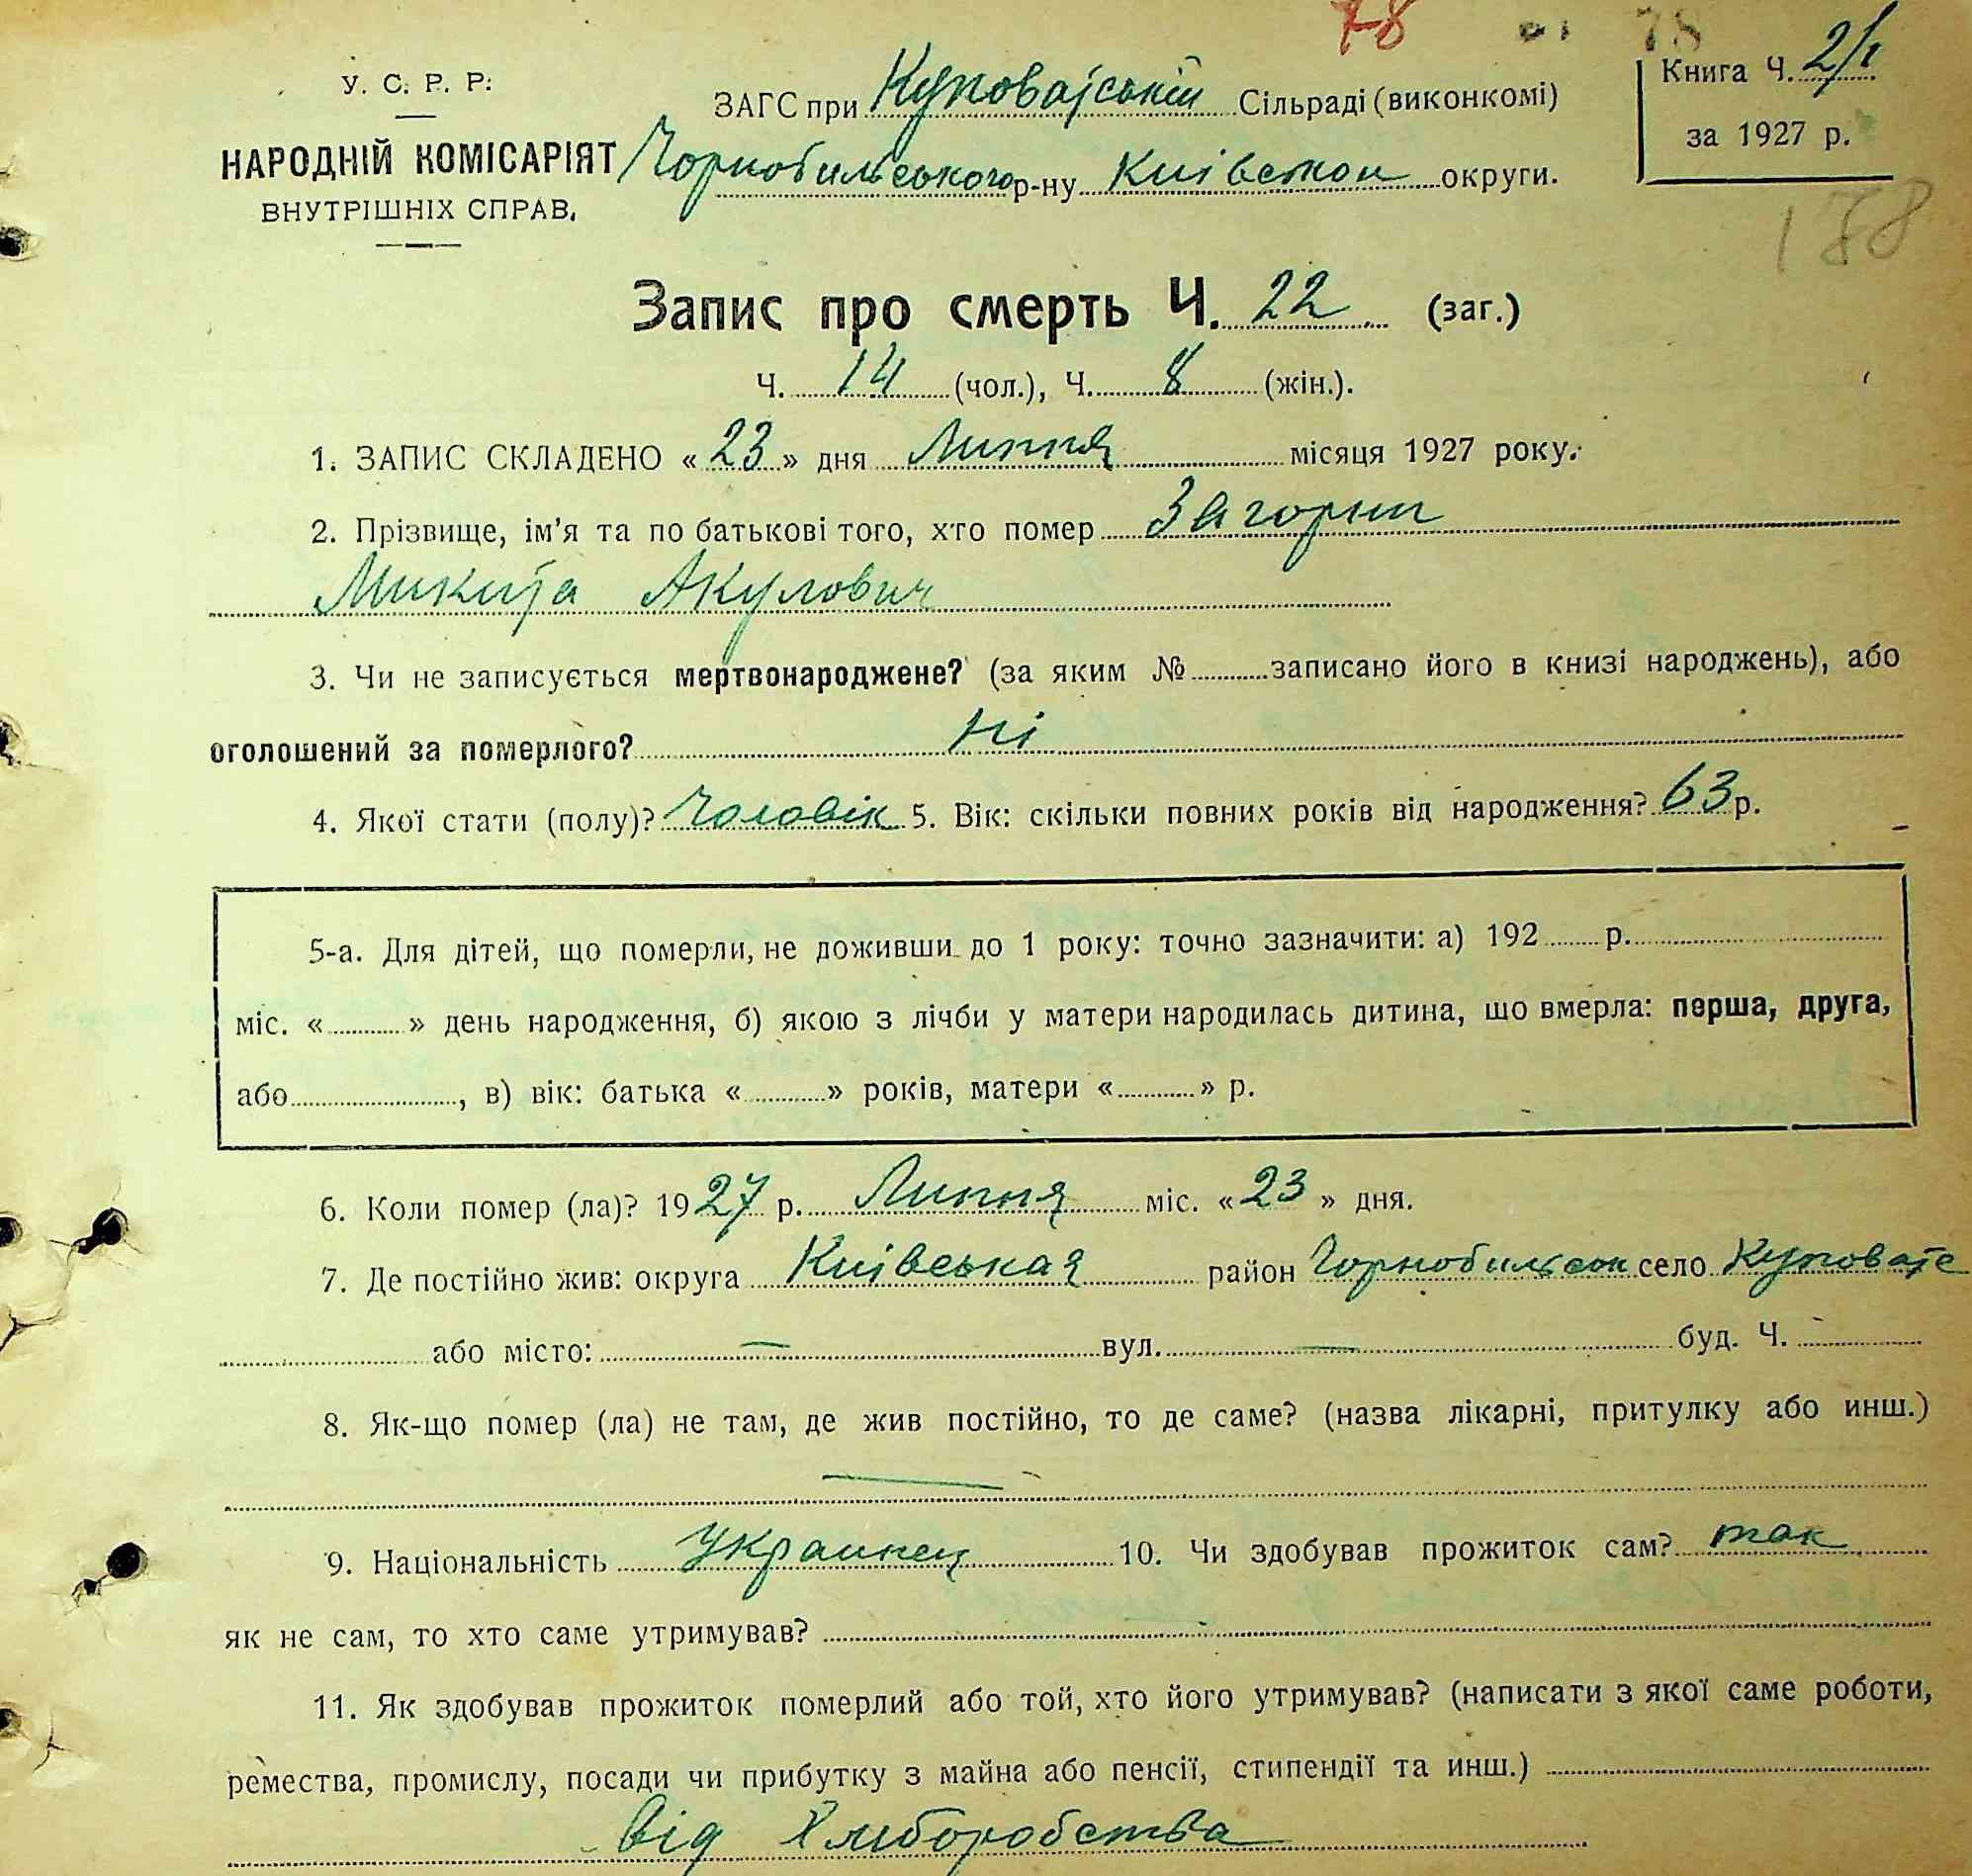 78 78
У. С. Р. Р.
НАРОДНІЙ КОМІСАРІЯТ
ВНУТРІШНІХ СПРАВ.
ЗАГС при Куповатській Сільраді (виконкомі)
Чорнобильського р-ну Київскои округи.
Книга Ч. 2/1
за 1927 р.
178
Запис про смерть Ч. 22 (заг.)
Ч. 14 (чол.), Ч. 8 (жін.).
1. ЗАПИС СКЛАДЕНО « 23 » дня Липня місяця 1927 року.
2. Прізвище, ім'я та по батькові того, хто помер Загорни
Микита Акулович
3. Чи не записується мертвонароджене? (за яким № записано його в книзі народжень), або
оголошений за померлого? Ні
4. Якої стати (полу)? Чоловік 5. Вік: скільки повних років від народження? 63 р.
5-а. Для дітей, що померли, не доживши до 1 року: точно зазначити: а) 192 р.
міс. « » день народження, б) якою з лічби у матери народилась дитина, що вмерла: перша, друга,
або , в) вік: батька « » років, матери « » р.
6. Коли помер (ла)? 1927 р. Липня міс. « 23 » дня.
7. Де постійно жив: округа Київськая район Чорнобильскои село Куповате
або місто: — вул. — буд. Ч.
8. Як-що помер (ла) не там, де жив постійно, то де саме? (назва лікарні, притулку або инш.)
—
9. Національність Украинец 10. Чи здобував прожиток сам? так
як не сам, то хто саме утримував?
11. Як здобував прожиток померлий або той, хто його утримував? (написати з якої саме роботи,
ремества, промислу, посади чи прибутку з майна або пенсії, стипендії та инш.)
від Хлиборобства